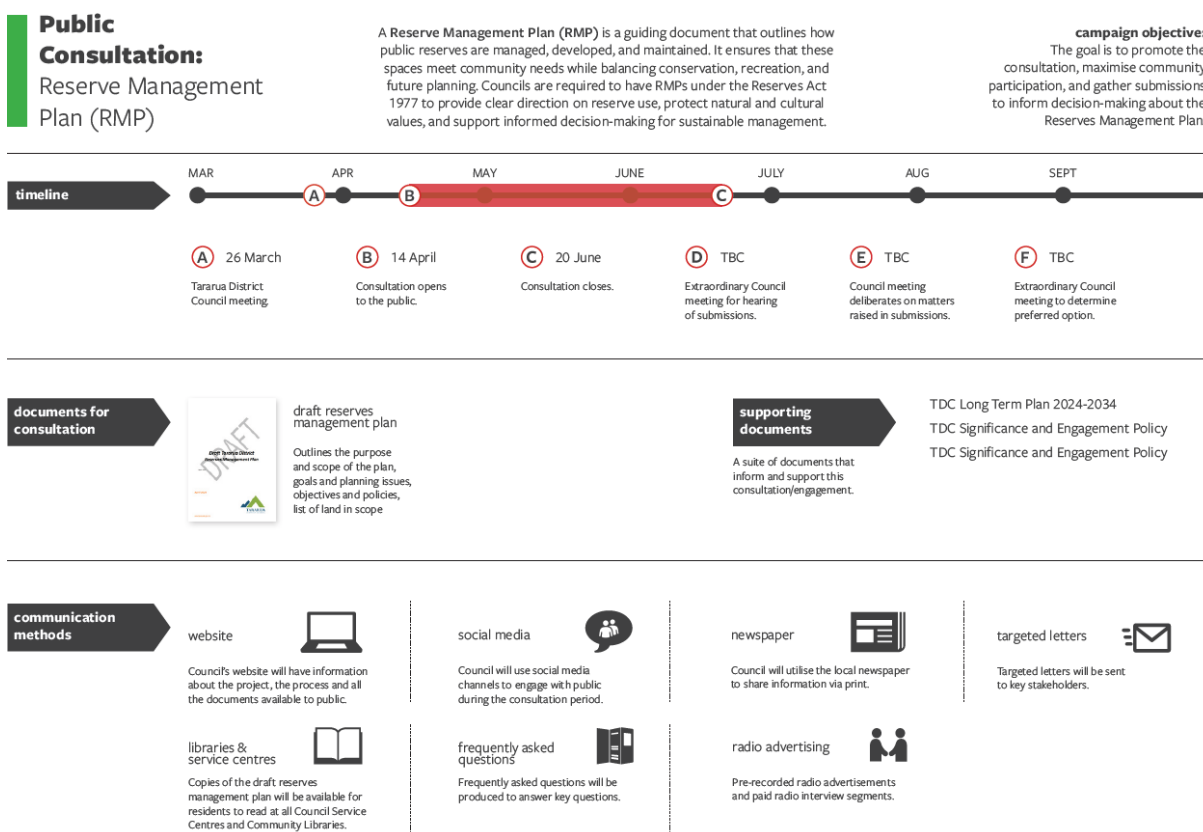 Public
Consultation:
Reserve Management
Plan (RMP)
A Reserve Management Plan (RMP) is a guiding document that outlines how
public reserves are managed, developed, and maintained. It ensures that these
spaces meet community needs while balancing conservation, recreation, and
future planning. Councils are required to have RMPs under the Reserves Act
1977 to provide clear direction on reserve use, protect natural and cultural
values, and support informed decision-making for sustainable management.
campaign objective
The goal is to promote the
consultation, maximise community
participation, and gather submissions
to inform decision-making about the
Reserves Management Plan
timeline
MAR
APR
MAY
JUNE
JULY
AUG
SEPT
A
B
C
A 26 March
Tararua District
Council meeting.
B 14 April
Consultation opens
to the public.
C 20 June
Consultation closes.
D TBC
Extraordinary Council
meeting for hearing
of submissions.
E TBC
Council meeting
deliberates on matters
raised in submissions.
F TBC
Extraordinary Council
meeting to determine
preferred option.
documents for
consultation
DRAFT
Draft Tararua District
Reserve Management Plan
TARARUA
draft reserves
management plan
Outlines the purpose
and scope of the plan,
goals and planning issues,
objectives and policies,
list of land in scope
supporting
documents
A suite of documents that
inform and support this
consultation/engagement.
TDC Long Term Plan 2024-2034
TDC Significance and Engagement Policy
TDC Significance and Engagement Policy
communication
methods
website
Council's website will have information
about the project, the process and all
the documents available to public.
social media
Council will use social media
channels to engage with public
during the consultation period.
newspaper
Council will utilise the local newspaper
to share information via print.
targeted letters
Targeted letters will be sent
to key stakeholders.
libraries &
service centres
Copies of the draft reserves
management plan will be available for
residents to read at all Council Service
Centres and Community Libraries.
frequently asked
questions
Frequently asked questions will be
produced to answer key questions.
radio advertising
Pre-recorded radio advertisements
and paid radio interview segments.